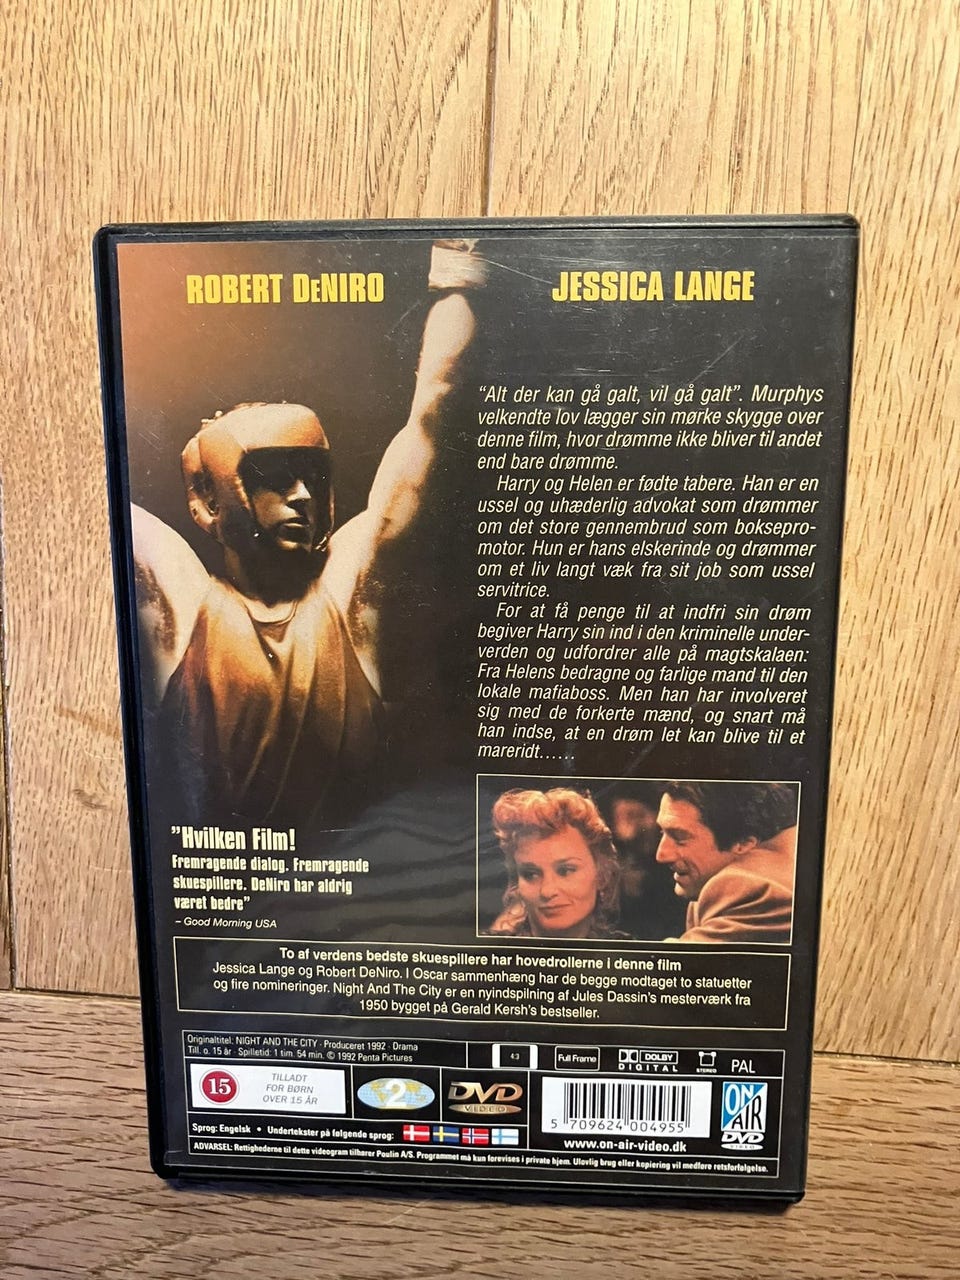 ROBERT DENIRO
JESSICA LANGE
"Alt der kan gå galt, vil gå galt". Murphys
velkendte lov lægger sin mørke skygge over
denne film, hvor drømme ikke bliver til andet
end bare drømme.
Harry og Helen er fødte tabere. Han er en
ussel og uhæderlig advokat som drømmer
om det store gennembrud som boksepro-
motor. Hun er hans elskerinde og drømmer
om et liv langt væk fra sit job som ussel
servitrice.
For at få penge til at indfri sin drøm
begiver Harry sin ind i den kriminelle under-
verden og udfordrer alle på magtskalaen:
Fra Helens bedragne og farlige mand til den
lokale mafiaboss. Men han har involveret
sig med de forkerte mænd, og snart må
han indse, at en drøm let kan blive til et
mareridt......
"Hvilken Film!
Fremragende dialog. Fremragende
skuespillere. DeNiro har aldrig
været bedre"
– Good Morning USA
To af verdens bedste skuespillere har hovedrollerne i denne film
Jessica Lange og Robert DeNiro. I Oscar sammenhæng har de begge modtaget to statuetter
og fire nomineringer. Night And The City er en nyindspilning af Jules Dassin's mesterværk fra
1950 bygget på Gerald Kersh's bestseller.
Originaltitel: NIGHT AND THE CITY · Produceret 1992 · Drama
Till. o. 15 år · Spilletid: 1 tim. 54 min. © 1992 Penta Pictures
4:3
Full Frame
DOLBY
DIGITAL
STEREO
PAL
15
TILLADT
FOR BØRN
OVER 15 ÅR
2
DVD
VIDEO
5 709624 004955
www.on-air-video.dk
ON
AIR
DVD
VIDEO
Sprog: Engelsk · Undertekster på følgende sprog:
ADVARSEL: Rettighederne til dette videogram tilhører Poulin A/S. Programmet må kun forevises i private hjem. Ulovlig brug eller kopiering vil medføre retsforfølgelse.